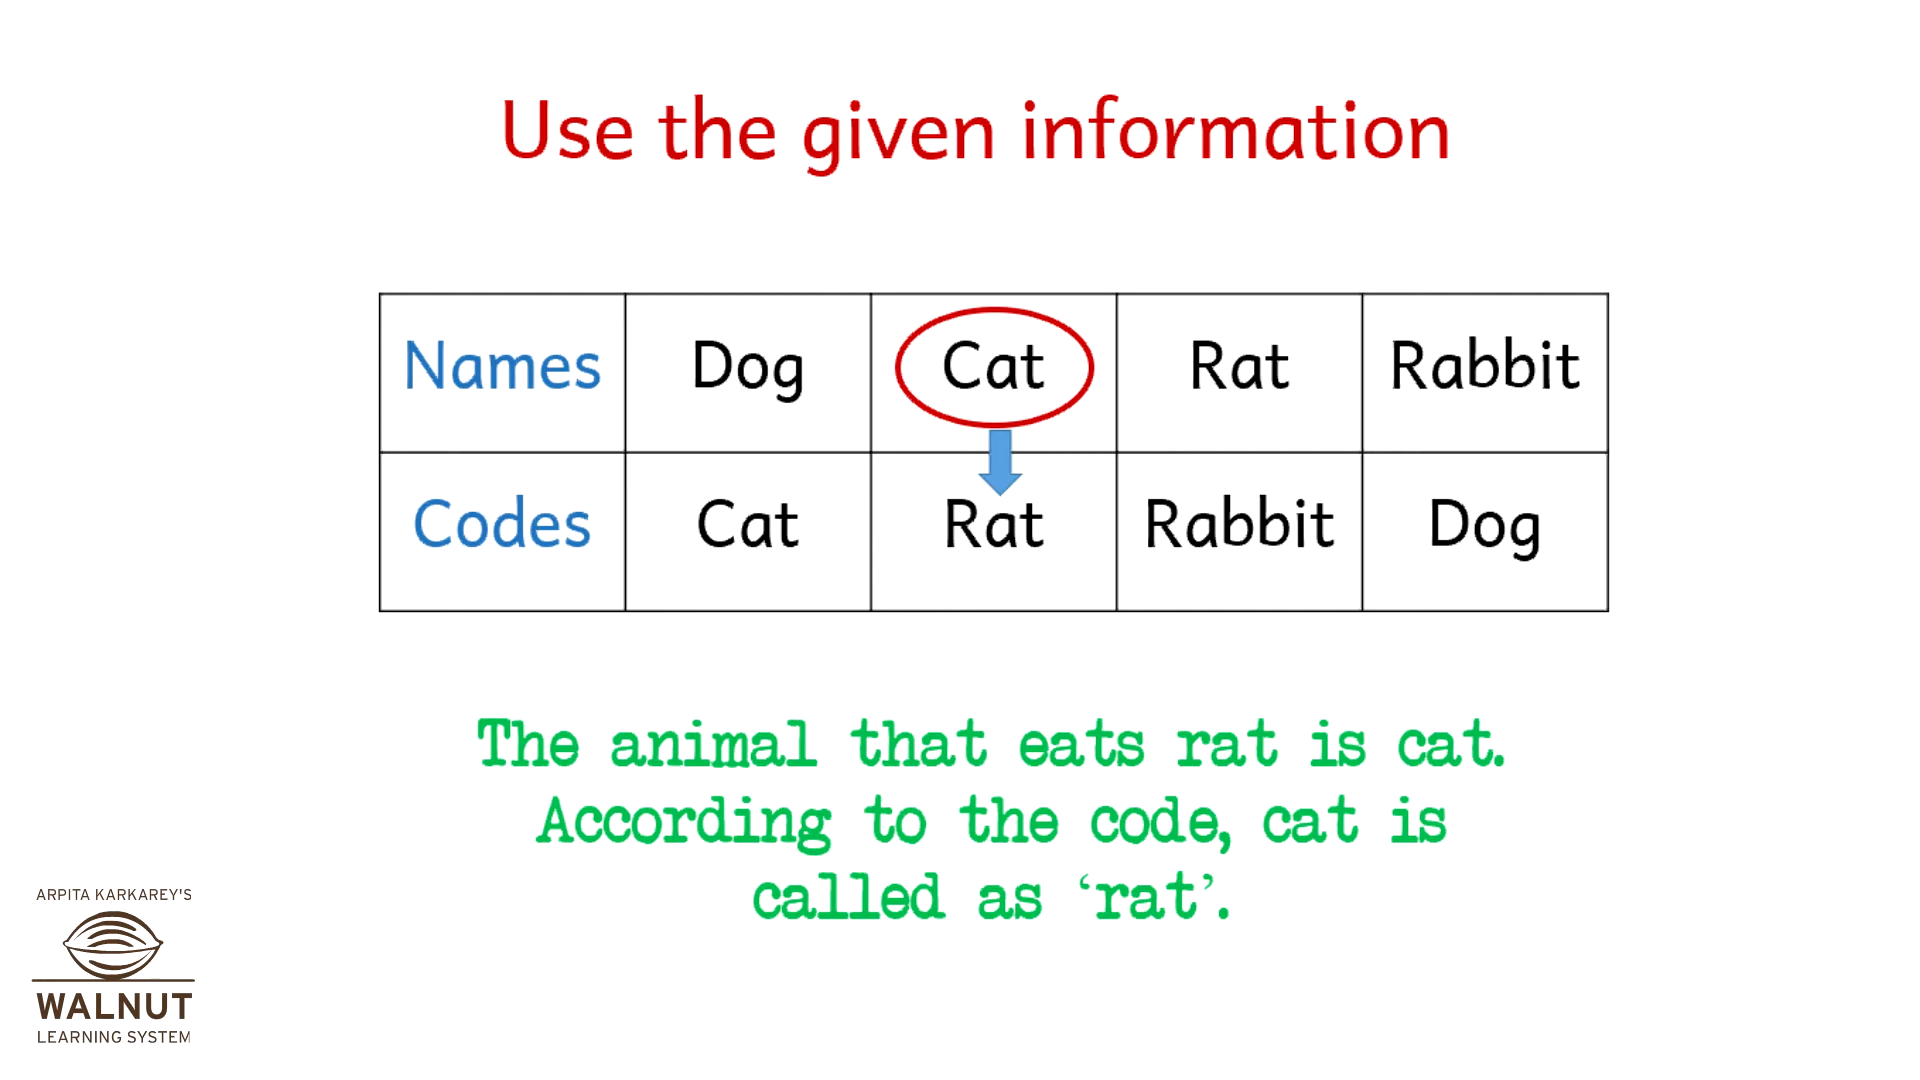 Use the given information
Names Dog Cat Rat Rabbit
Codes Cat Rat Rabbit Dog
The animal that eats rat is cat.
According to the code, cat is
called as ‘rat’.
ARPITA KARKAREY'S
WALNUT
LEARNING SYSTEM